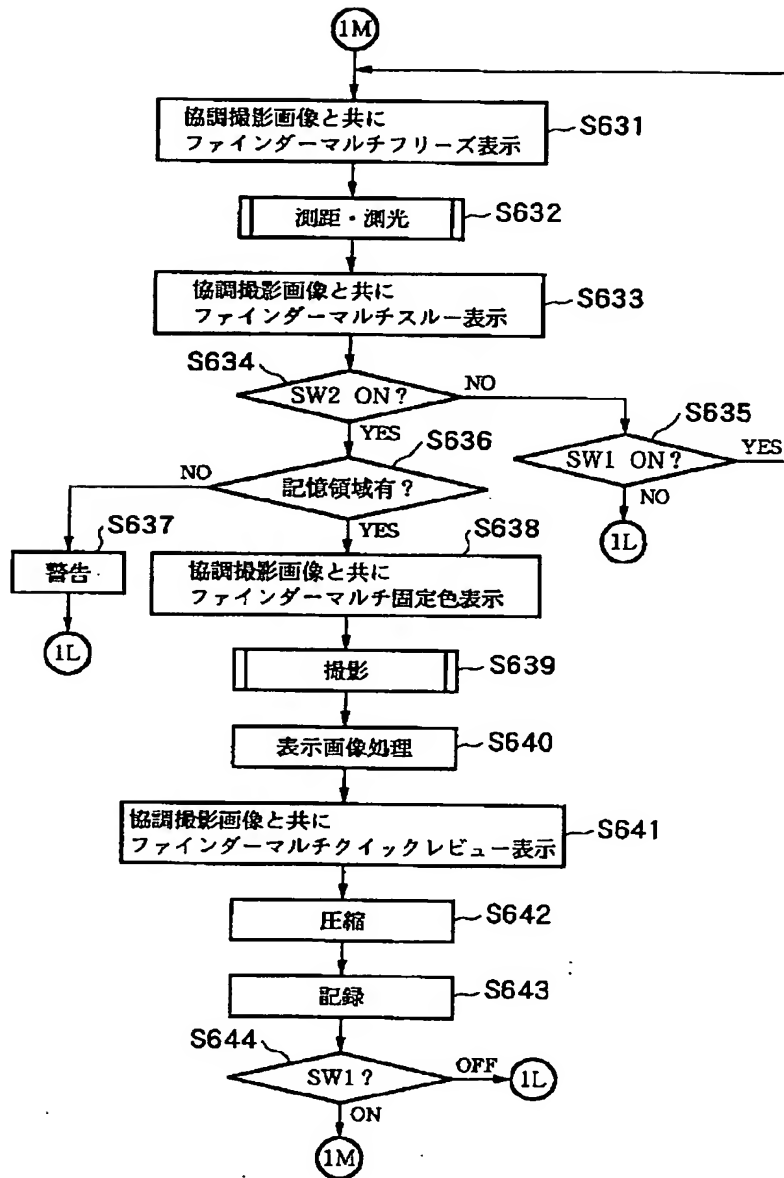 1M
協調撮影画像と共に
ファインダーマルチフリーズ表示
S631
測距・測光
S632
協調撮影画像と共に
ファインダーマルチスルー表示
S633
S634
SW2 ON?
NO
YES
S635
SW1 ON?
YES
NO
1L
S636
記憶領域有?
NO
YES
S637
警告
1L
S638
協調撮影画像と共に
ファインダーマルチ固定色表示
撮影
S639
表示画像処理
S640
協調撮影画像と共に
ファインダーマルチクイックレビュー表示
S641
圧縮
S642
記録
S643
S644
SW1?
OFF
1L
ON
1M